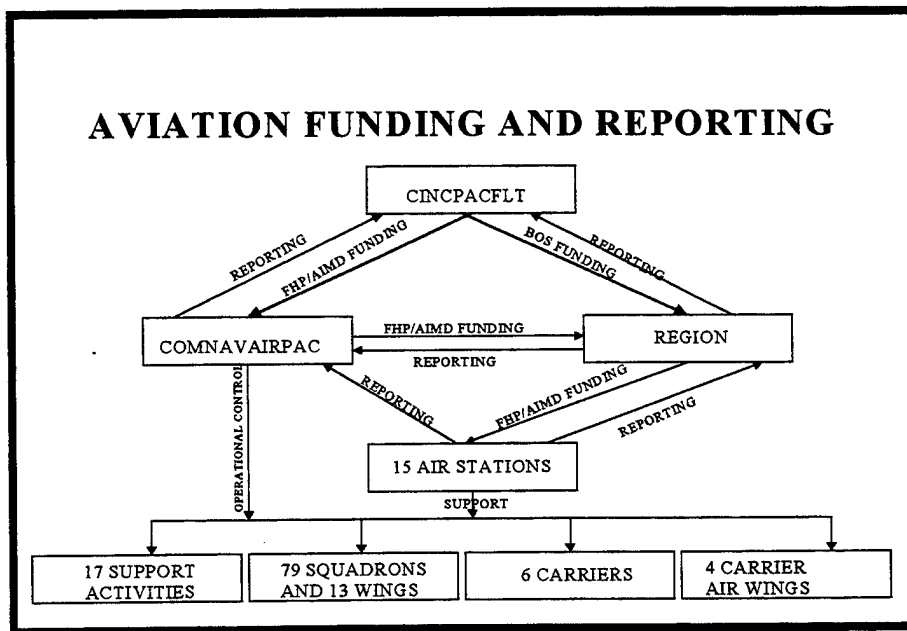 AVIATION FUNDING AND REPORTING
CINCPACFLT
REPORTING
FHP/AIMD FUNDING
BOS FUNDING
REPORTING
COMNAVAIRPAC
FHP/AIMD FUNDING
REPORTING
REGION
OPERATIONAL CONTROL
REPORTING
FHP/AIMD FUNDING
REPORTING
15 AIR STATIONS
SUPPORT
17 SUPPORT
ACTIVITIES
79 SQUADRONS
AND 13 WINGS
6 CARRIERS
4 CARRIER
AIR WINGS